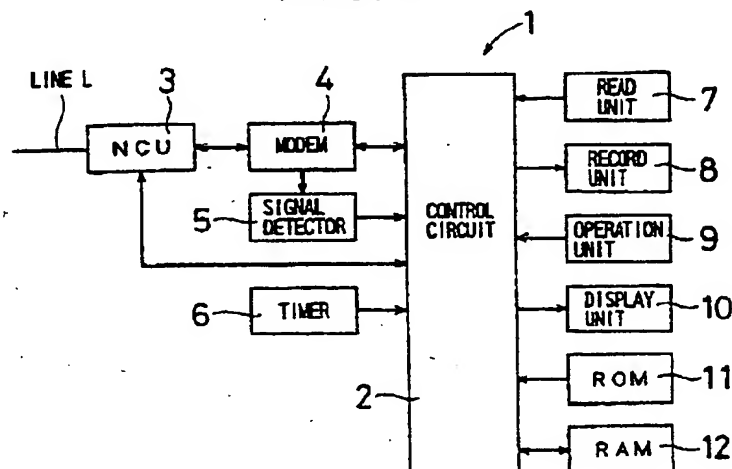 1
LINE L
3
4
NCU
MODEM
READ
UNIT
7
5
SIGNAL
DETECTOR
CONTROL
CIRCUIT
RECORD
UNIT
8
OPERATION
UNIT
9
6
TIMER
DISPLAY
UNIT
10
2
ROM
11
RAM
12